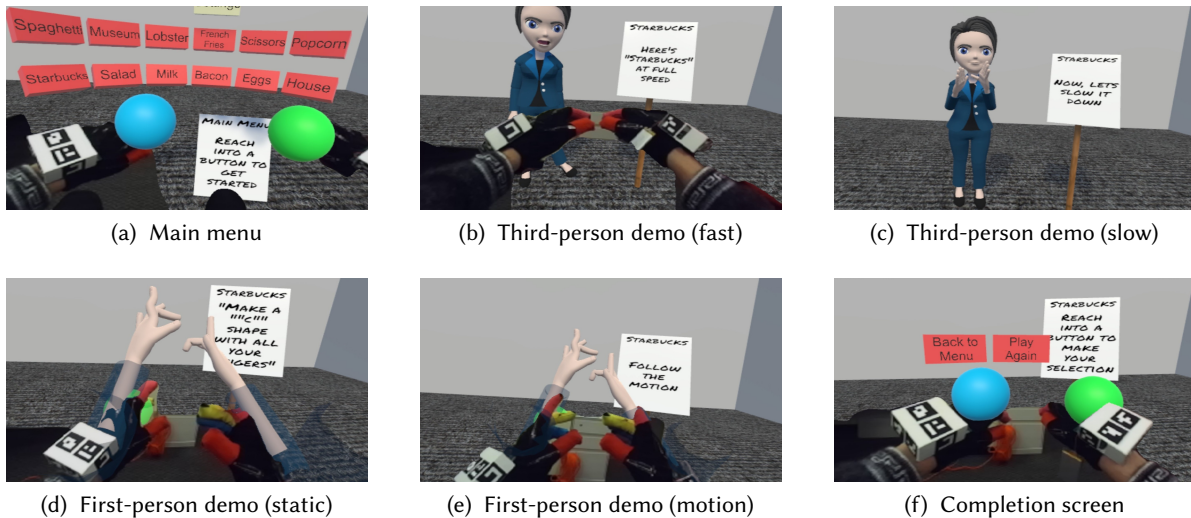 Spaghetti Museum Lobster French Fries Scissors Popcorn
Starbucks Salad Milk Bacon Eggs House
MAIN MENU
REACH
INTO A
BUTTON TO
GET
STARTED
STARBUCKS
HERE'S
"STARBUCKS"
AT FULL
SPEED
STARBUCKS
NOW, LETS
SLOW IT
DOWN
(a) Main menu
(b) Third-person demo (fast)
(c) Third-person demo (slow)
STARBUCKS
"MAKE A
""C""
SHAPE
WITH ALL
YOUR
STARBUCKS
FOLLOW
THE
MOTION
STARBUCKS
REACH
INTO A
BUTTON TO
MAKE
YOUR
SELECTION
Back to
Menu
Play
Again
(d) First-person demo (static)
(e) First-person demo (motion)
(f) Completion screen